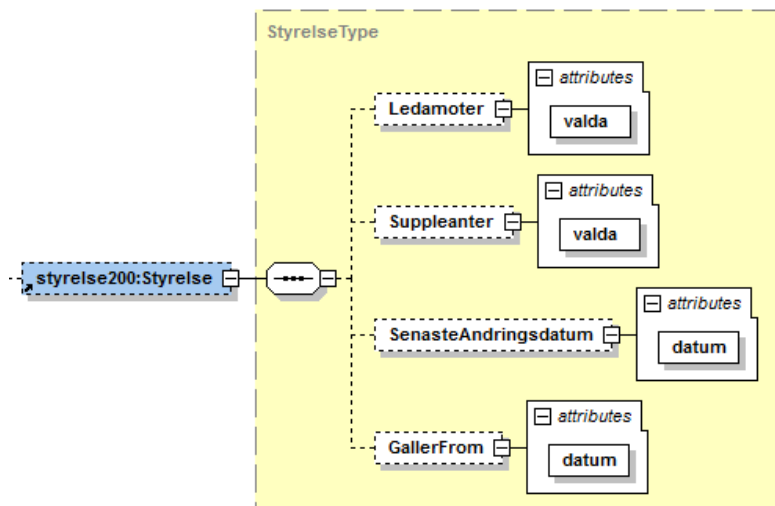 StyrelseType
attributes
Ledamoter
valda
attributes
Suppleanter
valda
styrelse200:Styrelse
attributes
SenasteAndringsdatum
datum
attributes
GallerFrom
datum